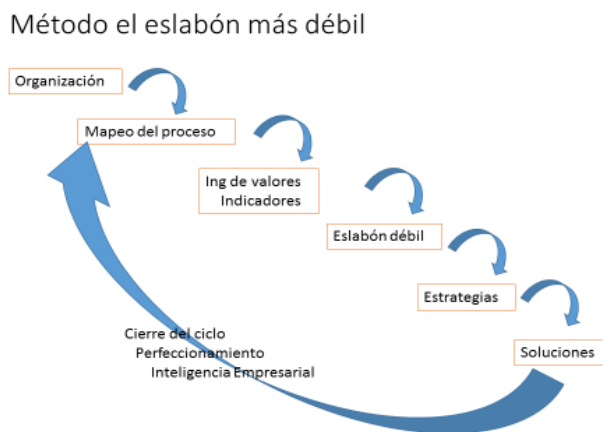 Método el eslabón más débil
Organización
Mapeo del proceso
Ing de valores
Indicadores
Eslabón débil
Estrategias
Soluciones
Cierre del ciclo
Perfeccionamiento
Inteligencia Empresarial